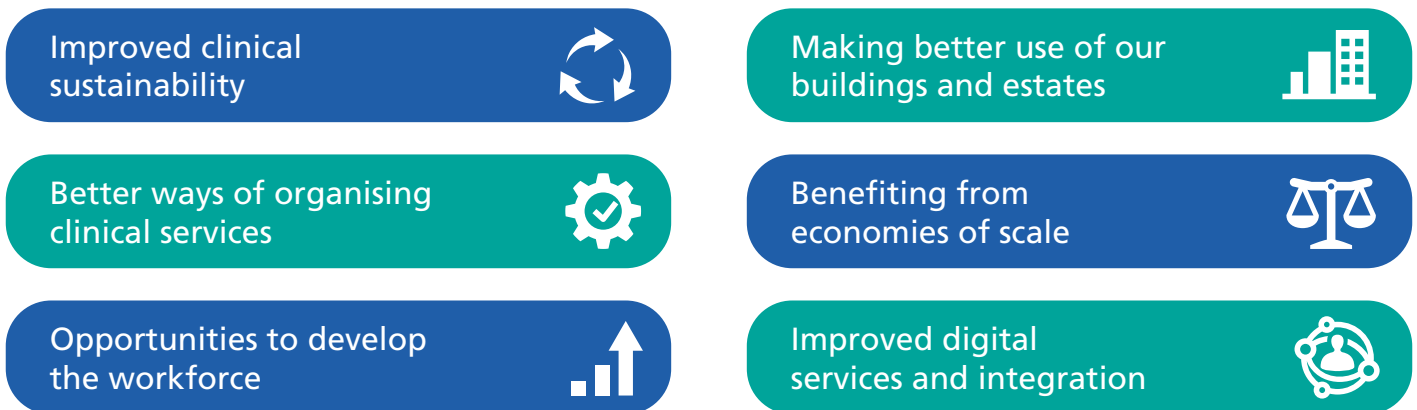 Improved clinical
sustainability
Making better use of our
buildings and estates
Better ways of organising
clinical services
Benefiting from
economies of scale
Opportunities to develop
the workforce
Improved digital
services and integration